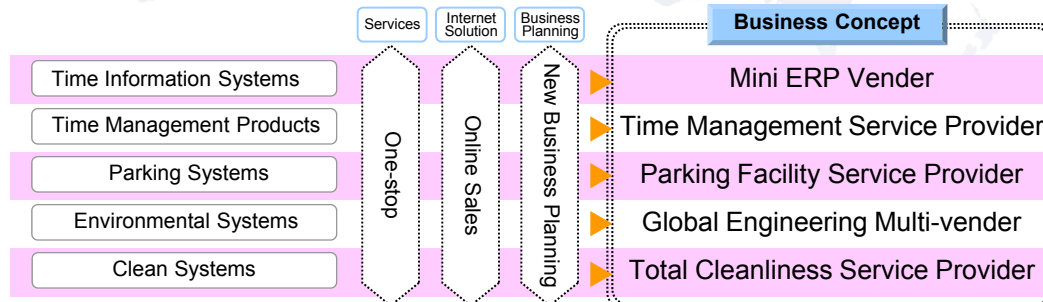 Services
Internet
Solution
Business
Planning
Business Concept
Time Information Systems
Mini ERP Vender
Time Management Products
Time Management Service Provider
Parking Systems
Parking Facility Service Provider
Environmental Systems
Global Engineering Multi-vender
Clean Systems
Total Cleanliness Service Provider
One-stop
Online Sales
New Business Planning